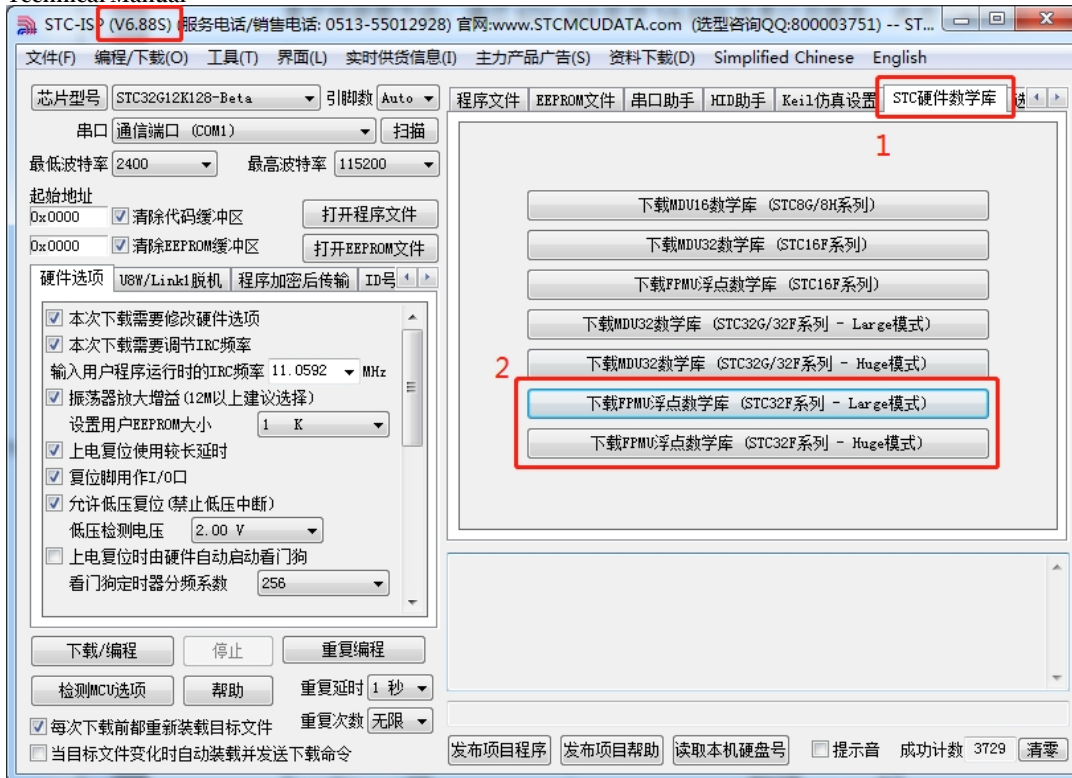 Technical Manual
STC-ISP (V6.88S) (服务电话/销售电话: 0513-55012928) 官网:www.STCMCUDATA.com (选型咨询QQ:800003751) -- ST...
文件(F) 编程/下载(O) 工具(T) 界面(L) 实时供货信息(I) 主力产品广告(S) 资料下载(D) Simplified Chinese English
芯片型号 STC32G12K128-Beta 引脚数 Auto
串口 通信端口 (COM1) 扫描
最低波特率 2400 最高波特率 115200
起始地址
0x0000 清除代码缓冲区 打开程序文件
0x0000 清除EEPROM缓冲区 打开EEPROM文件
硬件选项 U8W/Link1脱机 程序加密后传输 ID号
本次下载需要修改硬件选项
本次下载需要调节IRC频率
输入用户程序运行时的IRC频率 11.0592 MHz
振荡器放大增益(12M以上建议选择)
设置用户EEPROM大小 1 K
上电复位使用较长延时
复位脚用作I/O口
允许低压复位(禁止低压中断)
低压检测电压 2.00 V
上电复位时由硬件自动启动看门狗
看门狗定时器分频系数 256
下载/编程 停止 重复编程
检测MCU选项 帮助 重复延时 1 秒
每次下载前都重新装载目标文件 重复次数 无限
当目标文件变化时自动装载并发送下载命令
程序文件 EEPROM文件 串口助手 HID助手 Keil仿真设置 STC硬件数学库
1
下载MDU16数学库 (STC8G/8H系列)
下载MDU32数学库 (STC16F系列)
下载FPMU浮点数学库 (STC16F系列)
下载MDU32数学库 (STC32G/32F系列 - Large模式)
下载MDU32数学库 (STC32G/32F系列 - Huge模式)
2
下载FPMU浮点数学库 (STC32F系列 - Large模式)
下载FPMU浮点数学库 (STC32F系列 - Huge模式)
发布项目程序 发布项目帮助 读取本机硬盘号 提示音 成功计数 3729 清零